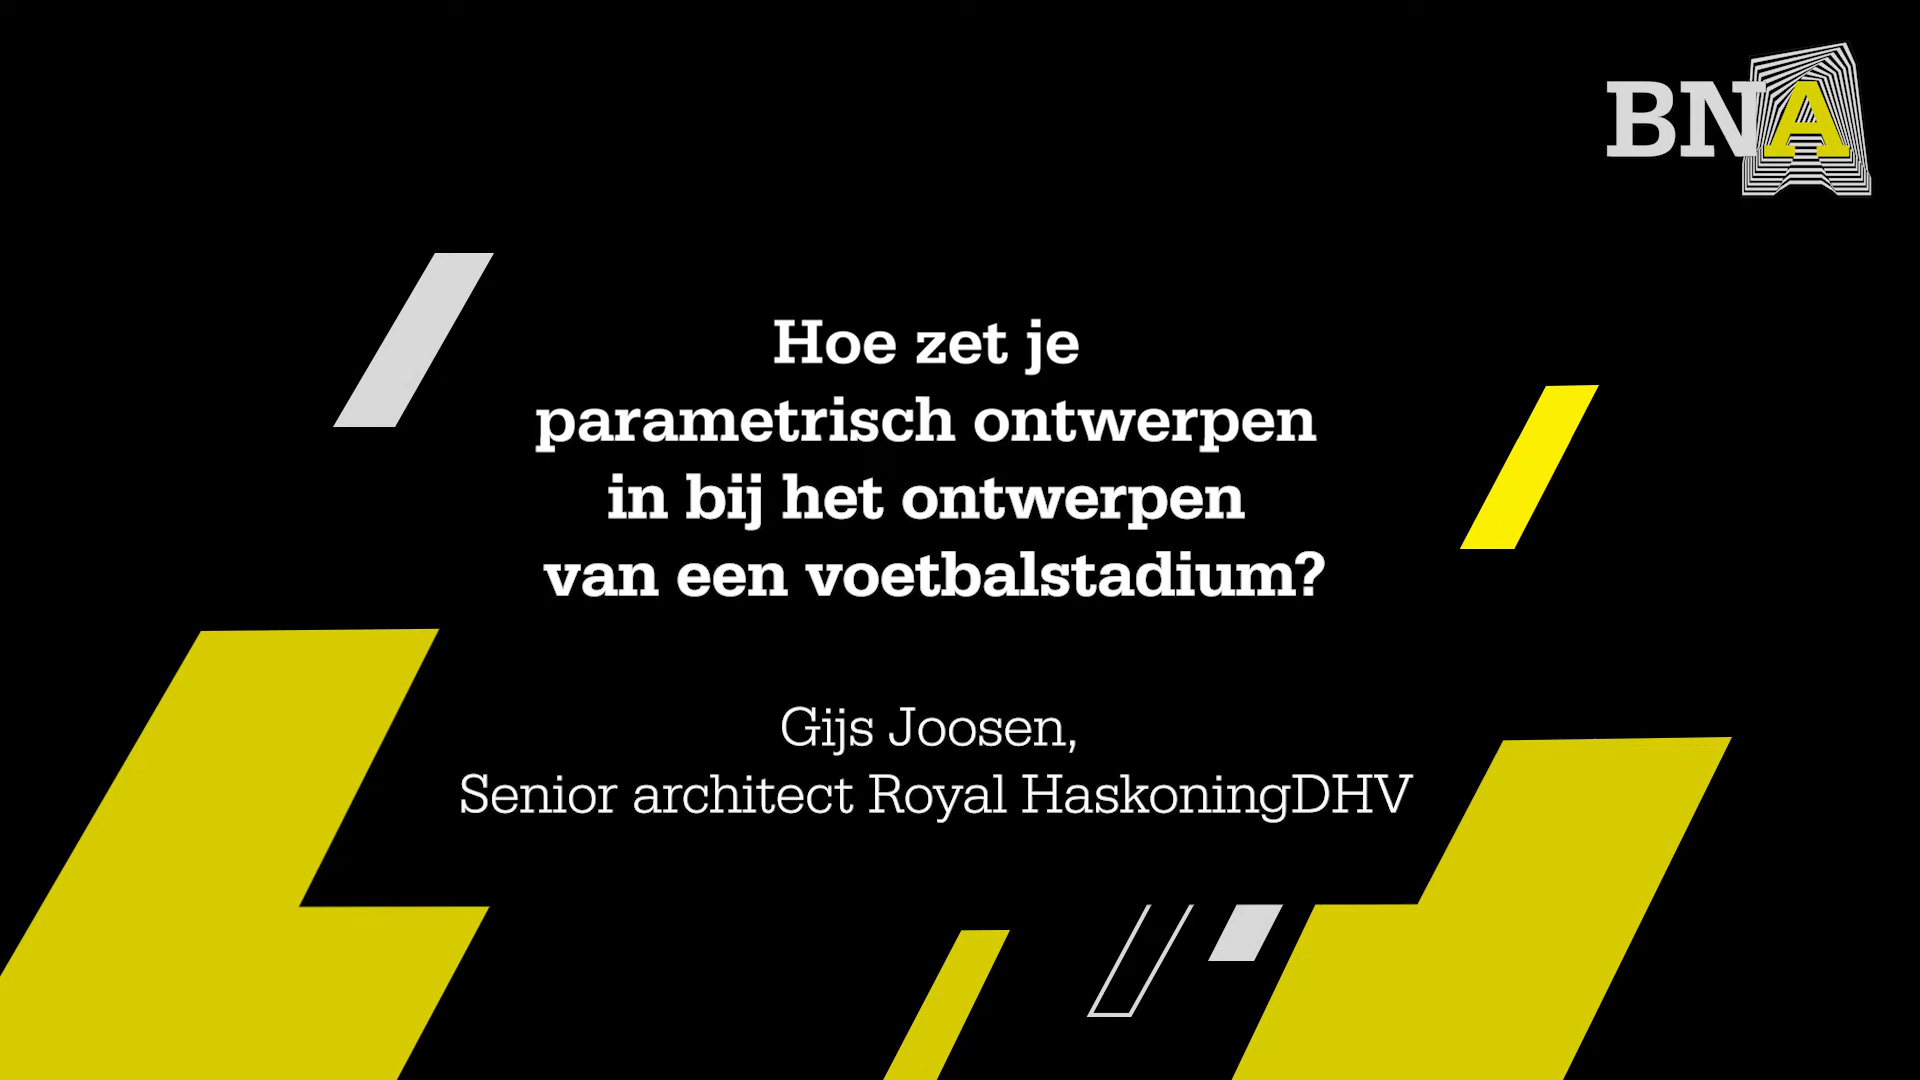 BNA
Hoe zet je
parametrisch ontwerpen
in bij het ontwerpen
van een voetbalstadium?
Gijs Joosen,
Senior architect Royal HaskoningDHV